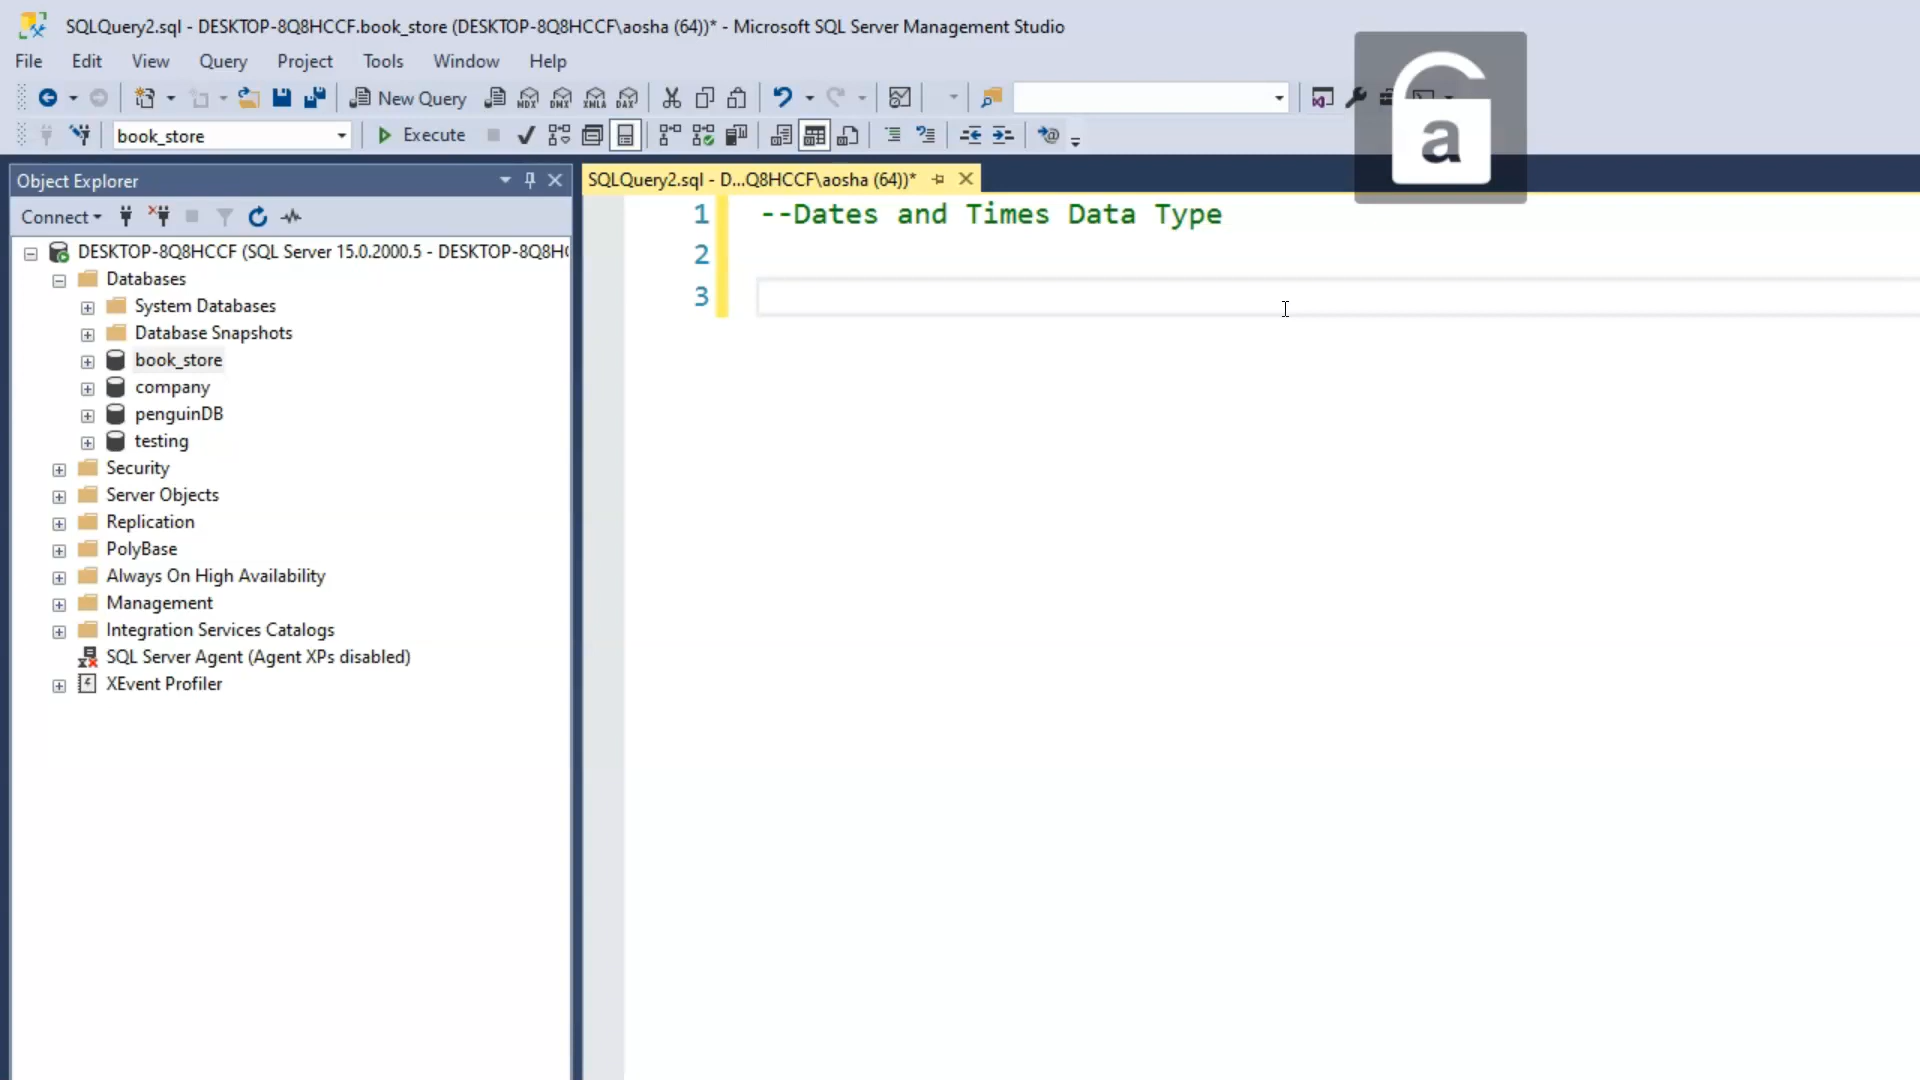 SQLQuery2.sql - DESKTOP-8Q8HCCF.book_store (DESKTOP-8Q8HCCF\aosha (64))* - Microsoft SQL Server Management Studio
File Edit View Query Project Tools Window Help
New Query MDX DMX XMLA DAX
book_store Execute
a
Object Explorer
SQLQuery2.sql - D...Q8HCCF\aosha (64))*
Connect
1 --Dates and Times Data Type
2
3
DESKTOP-8Q8HCCF (SQL Server 15.0.2000.5 - DESKTOP-8Q8H
Databases
System Databases
Database Snapshots
book_store
company
penguinDB
testing
Security
Server Objects
Replication
PolyBase
Always On High Availability
Management
Integration Services Catalogs
SQL Server Agent (Agent XPs disabled)
XEvent Profiler